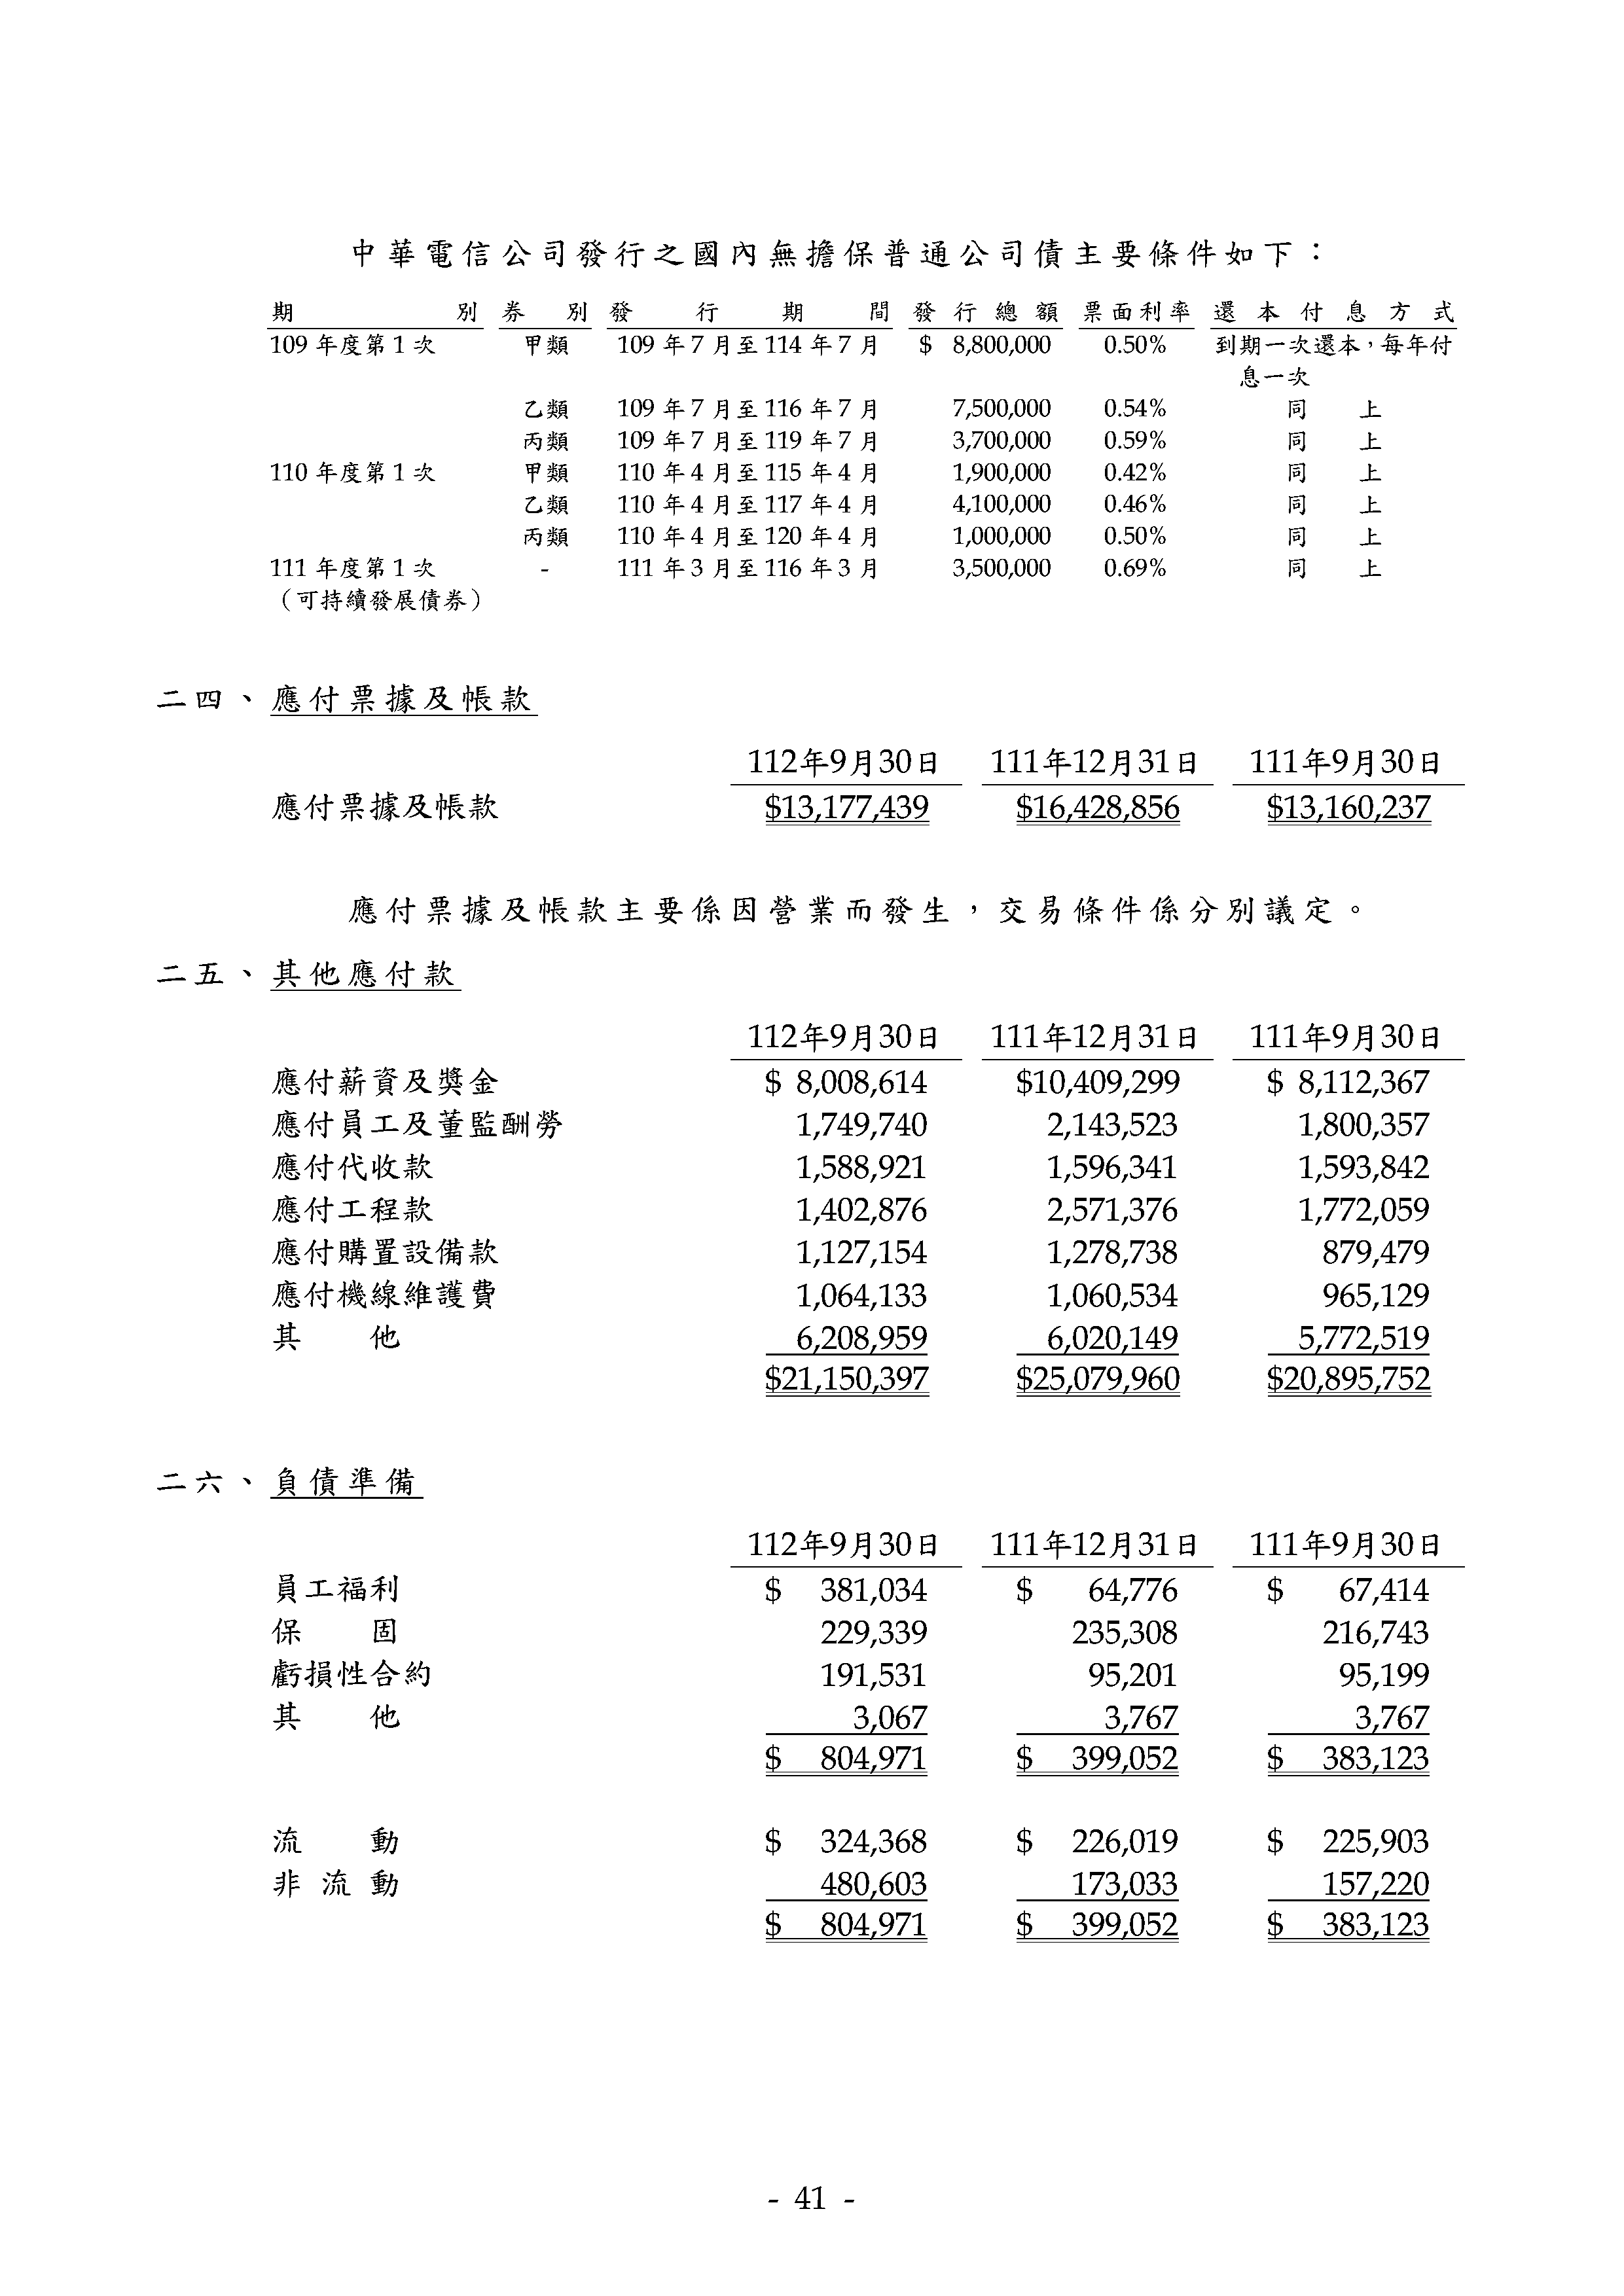 中華電信公司發行之國內無擔保普通公司債主要條件如下：
期別 券別 發行期間 發行總額 票面利率 還本付息方式
109 年度第 1 次 甲類 109 年 7 月至 114 年 7 月 $ 8,800,000 0.50% 到期一次還本，每年付
息一次
乙類 109 年 7 月至 116 年 7 月 7,500,000 0.54% 同 上
丙類 109 年 7 月至 119 年 7 月 3,700,000 0.59% 同 上
110 年度第 1 次 甲類 110 年 4 月至 115 年 4 月 1,900,000 0.42% 同 上
乙類 110 年 4 月至 117 年 4 月 4,100,000 0.46% 同 上
丙類 110 年 4 月至 120 年 4 月 1,000,000 0.50% 同 上
111 年度第 1 次 - 111 年 3 月至 116 年 3 月 3,500,000 0.69% 同 上
（可持續發展債券）
二四、應付票據及帳款
112年9月30日 111年12月31日 111年9月30日
應付票據及帳款 $13,177,439 $16,428,856 $13,160,237
應付票據及帳款主要係因營業而發生，交易條件係分別議定。
二五、其他應付款
112年9月30日 111年12月31日 111年9月30日
應付薪資及獎金 $ 8,008,614 $10,409,299 $ 8,112,367
應付員工及董監酬勞 1,749,740 2,143,523 1,800,357
應付代收款 1,588,921 1,596,341 1,593,842
應付工程款 1,402,876 2,571,376 1,772,059
應付購置設備款 1,127,154 1,278,738 879,479
應付機線維護費 1,064,133 1,060,534 965,129
其 他 6,208,959 6,020,149 5,772,519
$21,150,397 $25,079,960 $20,895,752
二六、負債準備
112年9月30日 111年12月31日 111年9月30日
員工福利 $ 381,034 $ 64,776 $ 67,414
保 固 229,339 235,308 216,743
虧損性合約 191,531 95,201 95,199
其 他 3,067 3,767 3,767
$ 804,971 $ 399,052 $ 383,123
流 動 $ 324,368 $ 226,019 $ 225,903
非 流 動 480,603 173,033 157,220
$ 804,971 $ 399,052 $ 383,123
- 41 -